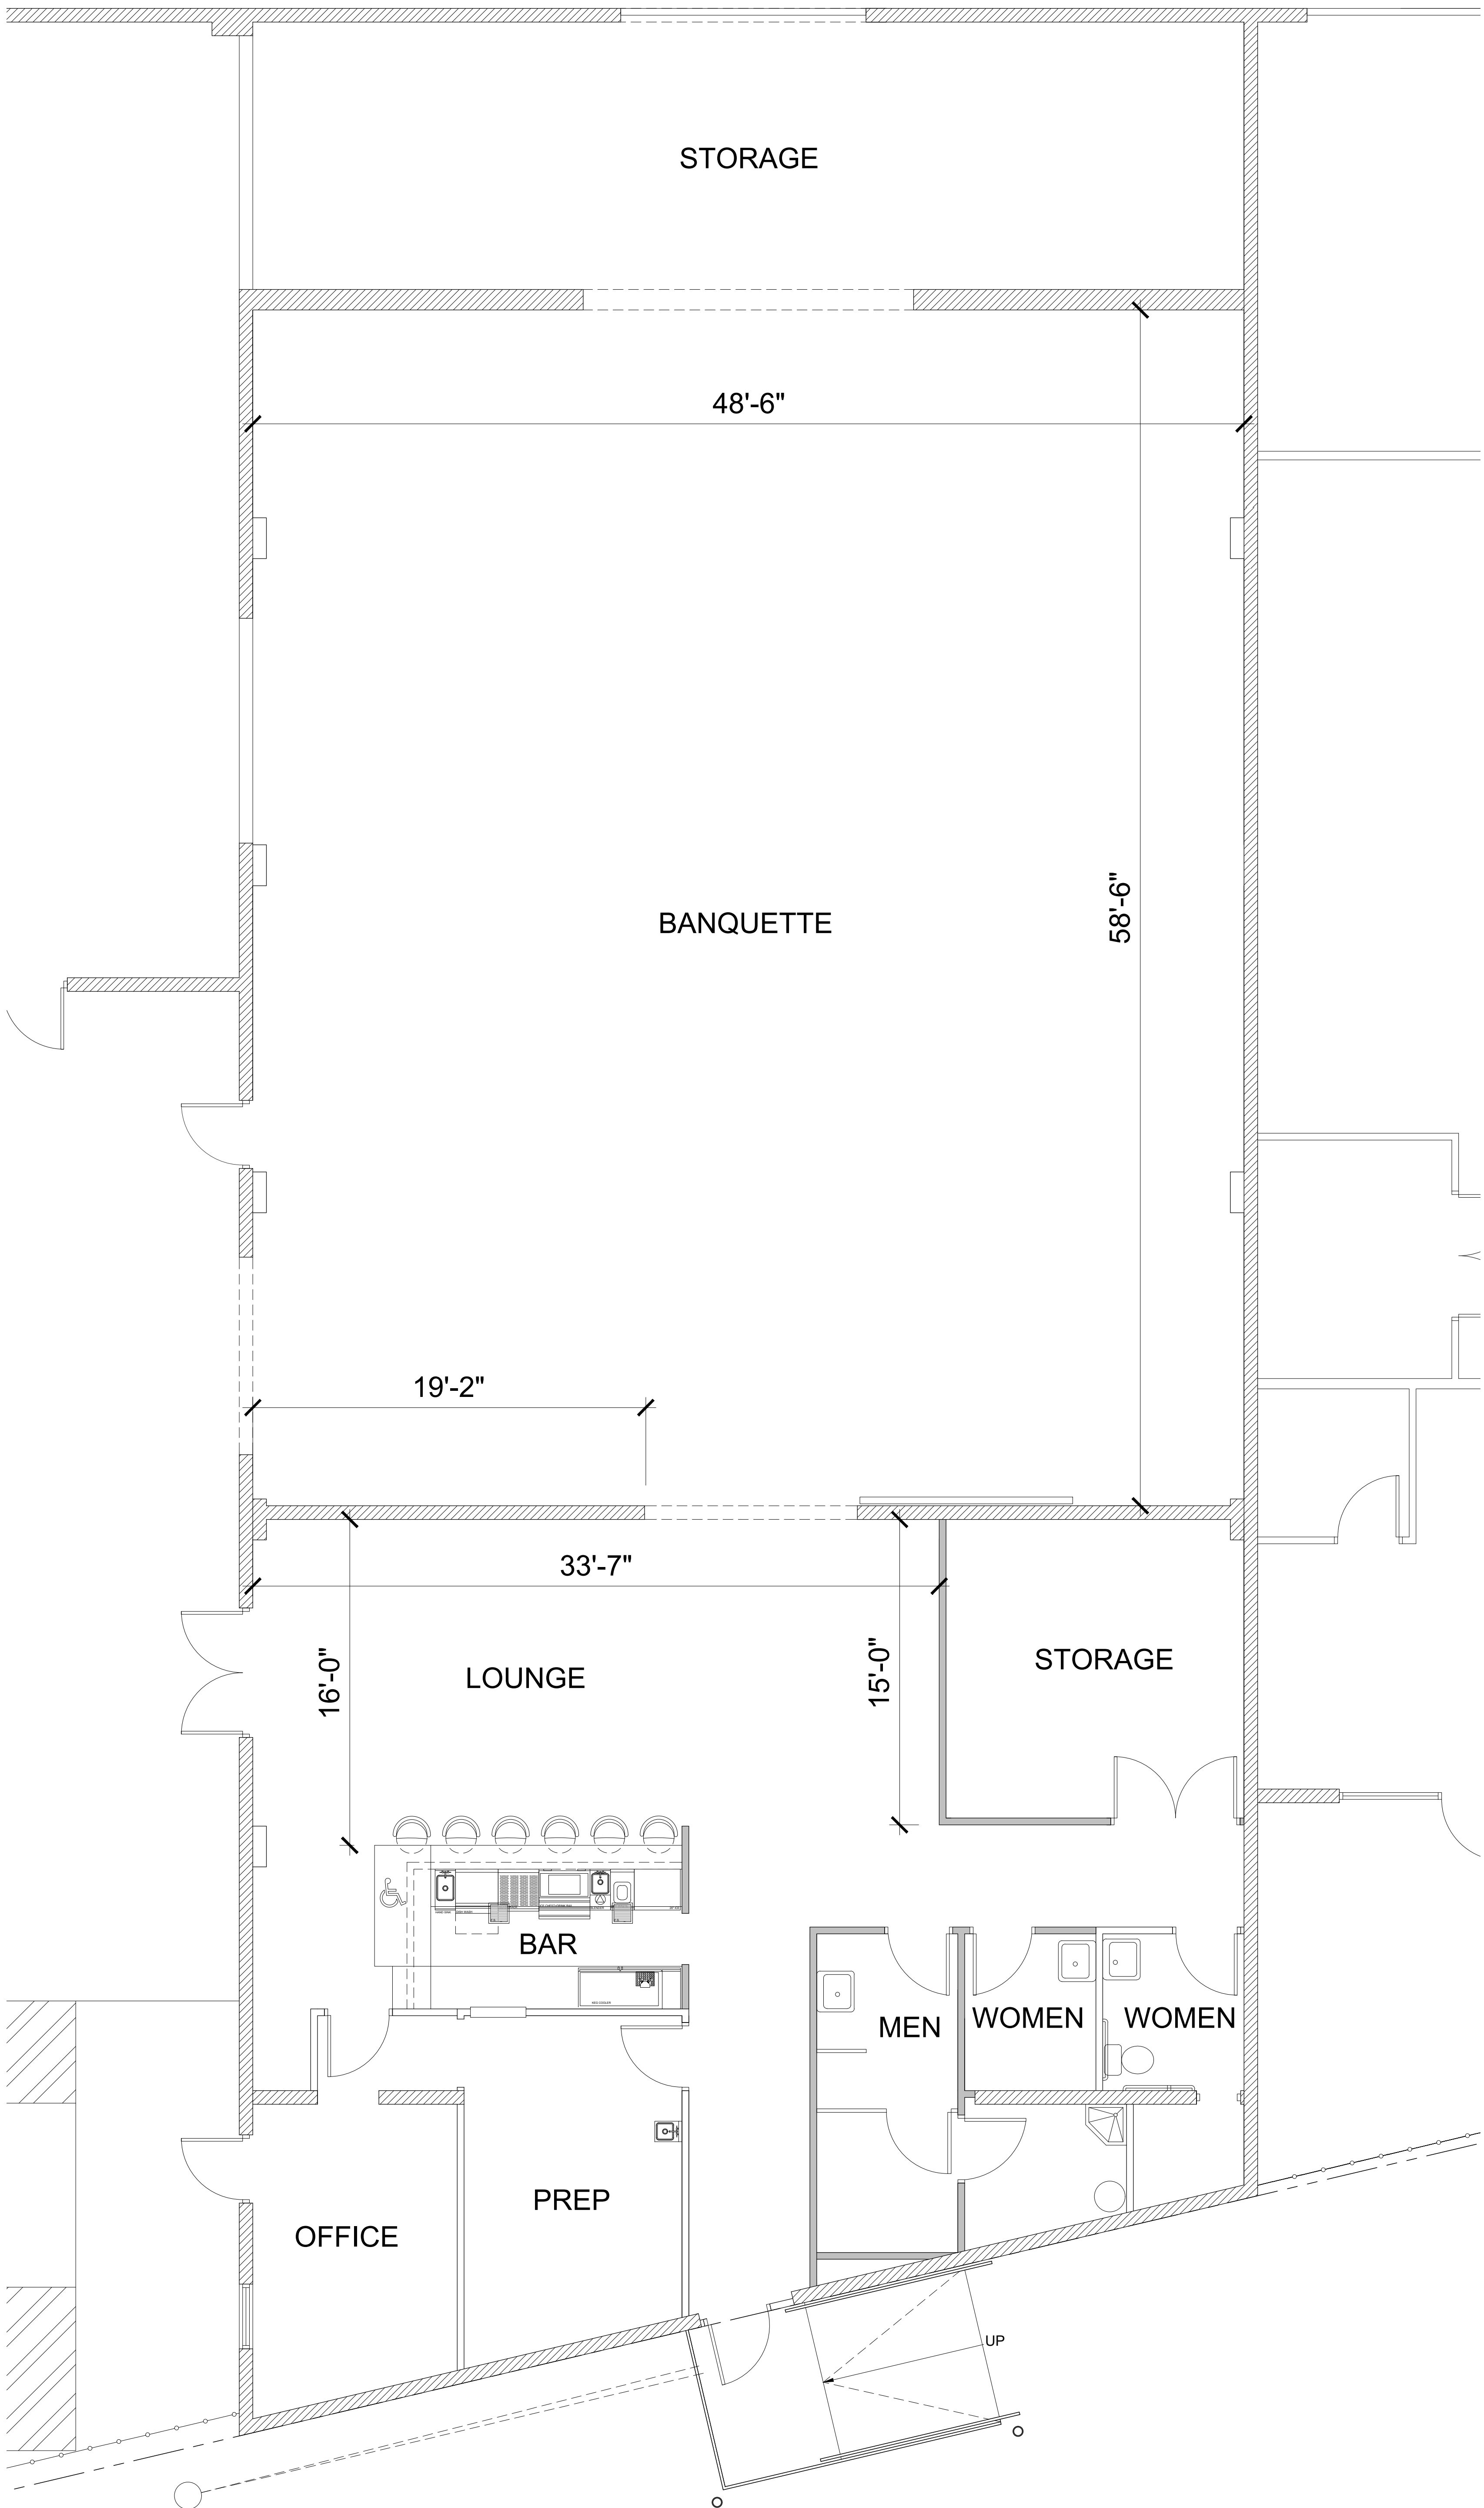 STORAGE
48'-6"
58'-6"
BANQUETTE
19'-2"
33'-7"
16'-0"
15'-0"
LOUNGE
STORAGE
BAR
MEN
WOMEN
WOMEN
PREP
OFFICE
UP